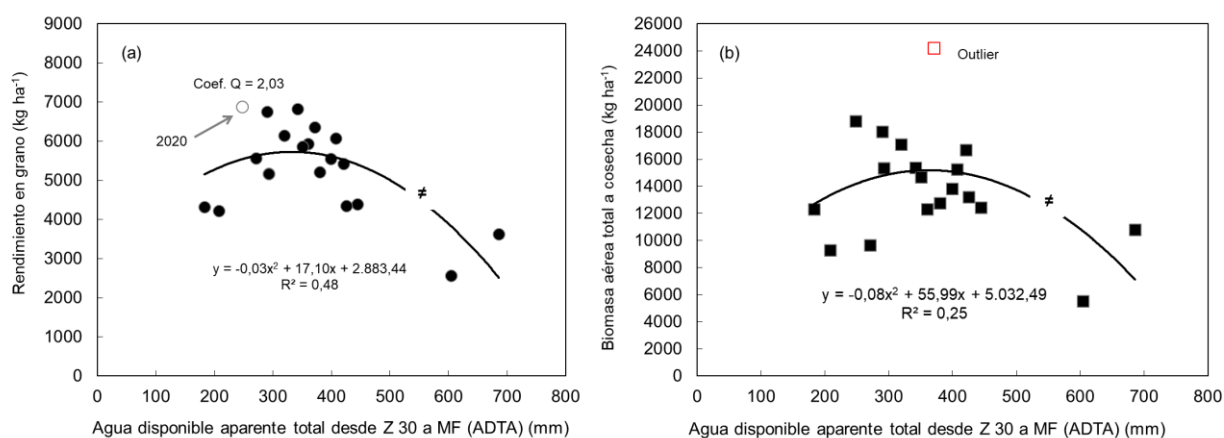 (a)
Coef. Q = 2,03
2020
≠
y = -0,03x² + 17,10x + 2.883,44
R² = 0,48
Rendimiento en grano (kg ha⁻¹)
9000
8000
7000
6000
5000
4000
3000
2000
1000
0
0 100 200 300 400 500 600 700 800
Agua disponible aparente total desde Z 30 a MF (ADTA) (mm)
(b)
Outlier
≠
y = -0,08x² + 55,99x + 5.032,49
R² = 0,25
Biomasa aérea total a cosecha (kg ha⁻¹)
26000
24000
22000
20000
18000
16000
14000
12000
10000
8000
6000
4000
2000
0
0 100 200 300 400 500 600 700 800
Agua disponible aparente total desde Z 30 a MF (ADTA) (mm)